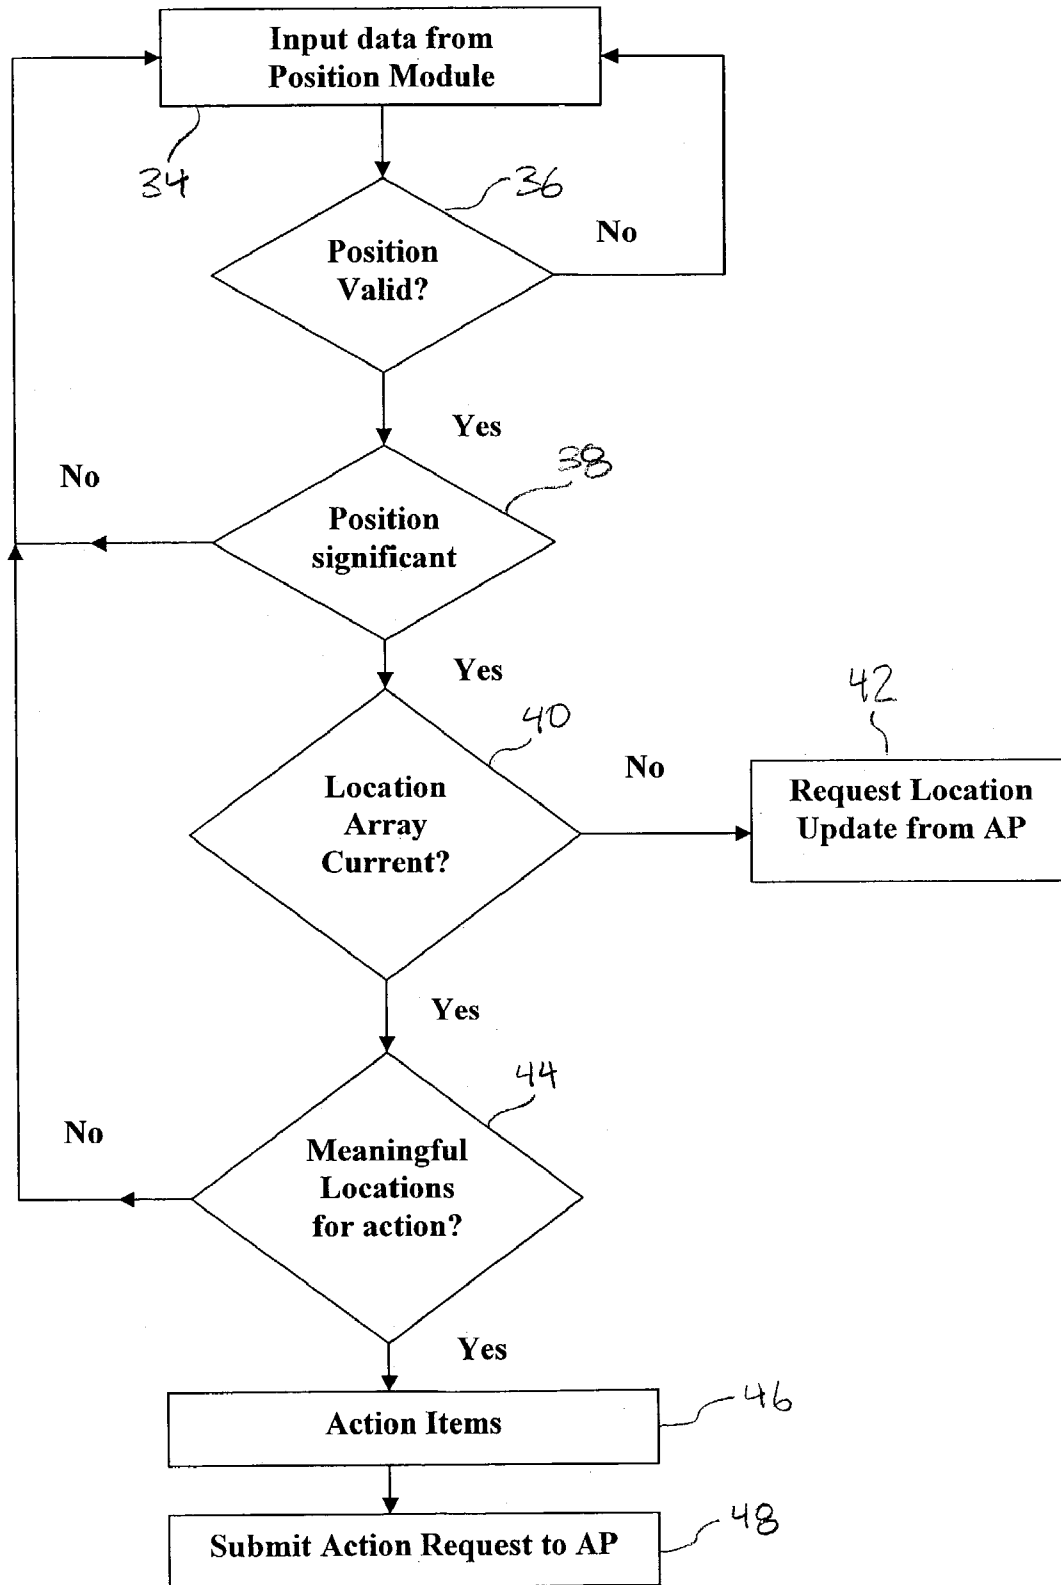 Input data from
Position Module
34
36
No
Position
Valid?
Yes
38
No
Position
significant
Yes
42
40
No
Location
Array
Current?
Request Location
Update from AP
Yes
44
No
Meaningful
Locations
for action?
Yes
46
Action Items
48
Submit Action Request to AP